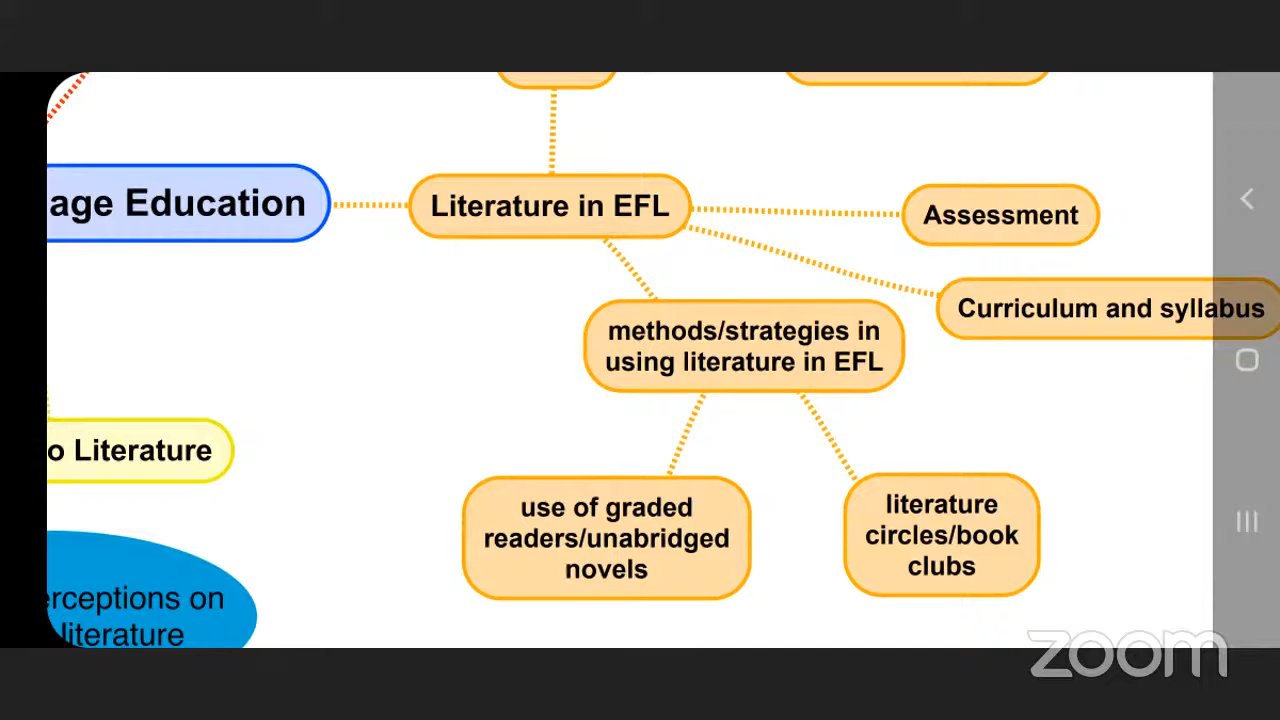 age Education
Literature in EFL
Assessment
Curriculum and syllabus
methods/strategies in
using literature in EFL
o Literature
use of graded
readers/unabridged
novels
literature
circles/book
clubs
erceptions on
literature
zoom